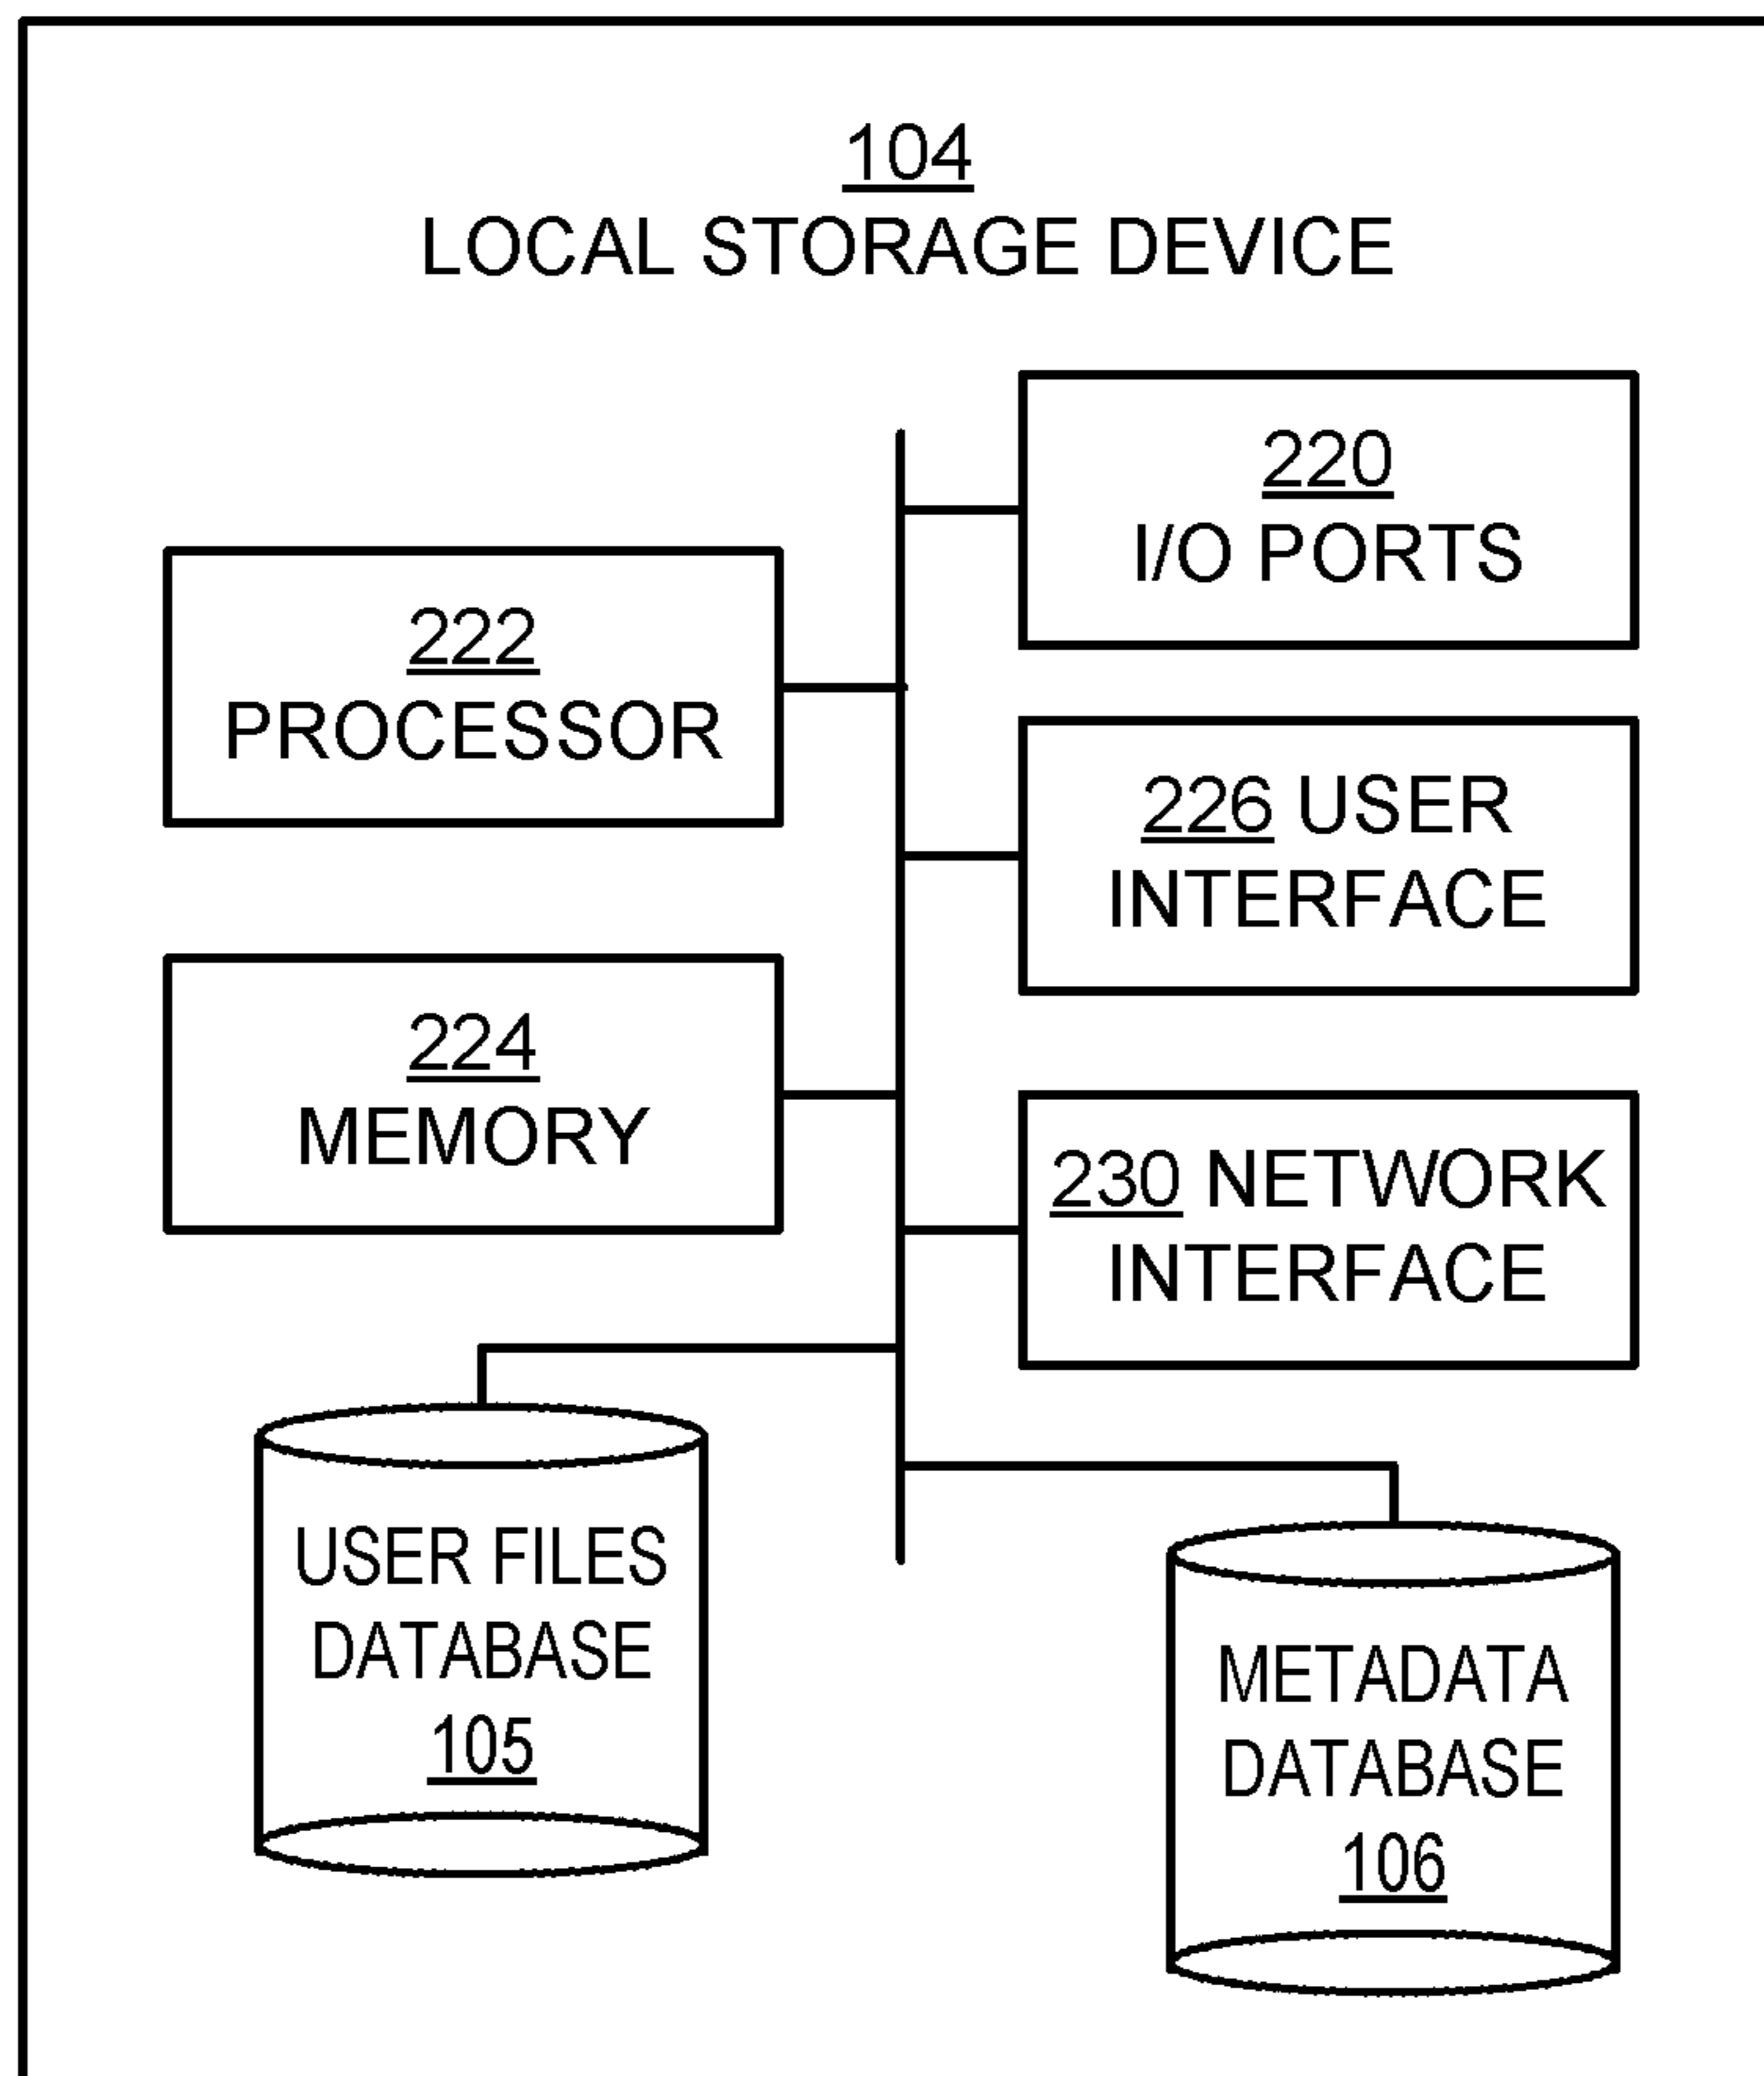 104
LOCAL STORAGE DEVICE
220
I/O PORTS
222
PROCESSOR
226 USER
INTERFACE
224
MEMORY
230 NETWORK
INTERFACE
USER FILES
DATABASE
105
METADATA
DATABASE
106